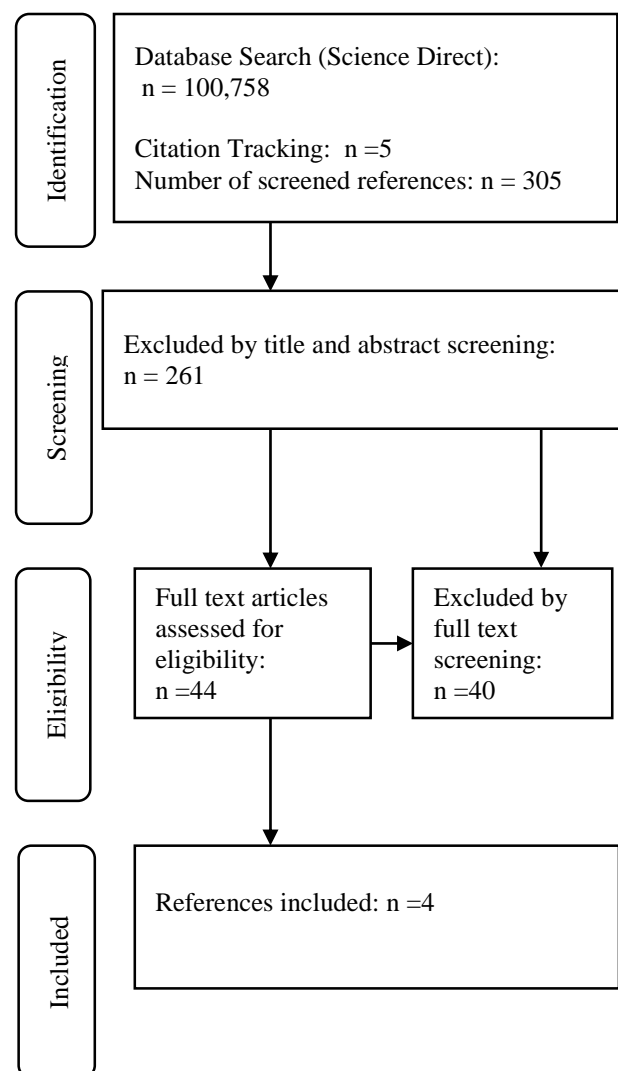 Identification
Database Search (Science Direct):
n = 100,758
Citation Tracking:  n =5
Number of screened references: n = 305
Screening
Excluded by title and abstract screening:
n = 261
Eligibility
Full text articles
assessed for
eligibility:
n =44
Excluded by
full text
screening:
n =40
Included
References included: n =4